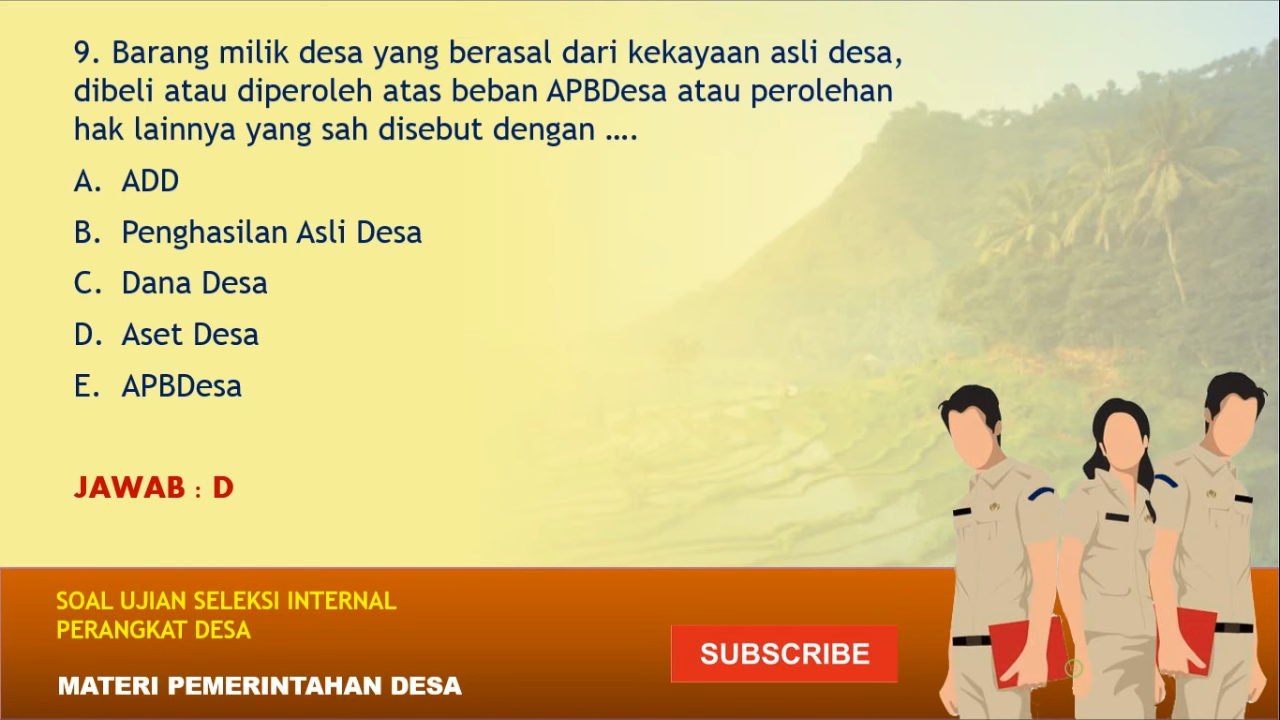 9. Barang milik desa yang berasal dari kekayaan asli desa,
dibeli atau diperoleh atas beban APBDesa atau perolehan
hak lainnya yang sah disebut dengan ....
A. ADD
B. Penghasilan Asli Desa
C. Dana Desa
D. Aset Desa
E. APBDesa
JAWAB : D
SOAL UJIAN SELEKSI INTERNAL
PERANGKAT DESA
SUBSCRIBE
MATERI PEMERINTAHAN DESA